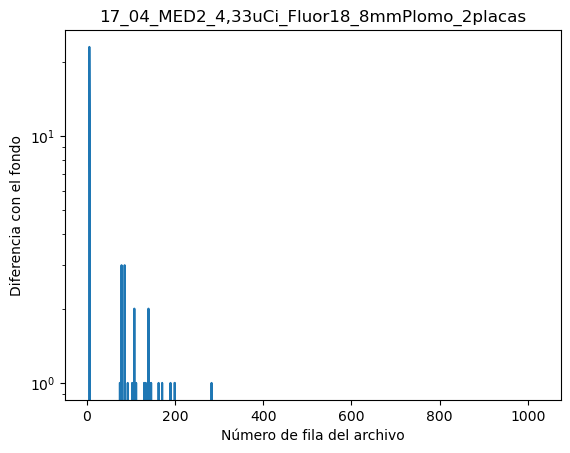 17_04_MED2_4,33uCi_Fluor18_8mmPlomo_2placas
Diferencia con el fondo
10¹
10⁰
0 200 400 600 800 1000
Número de fila del archivo